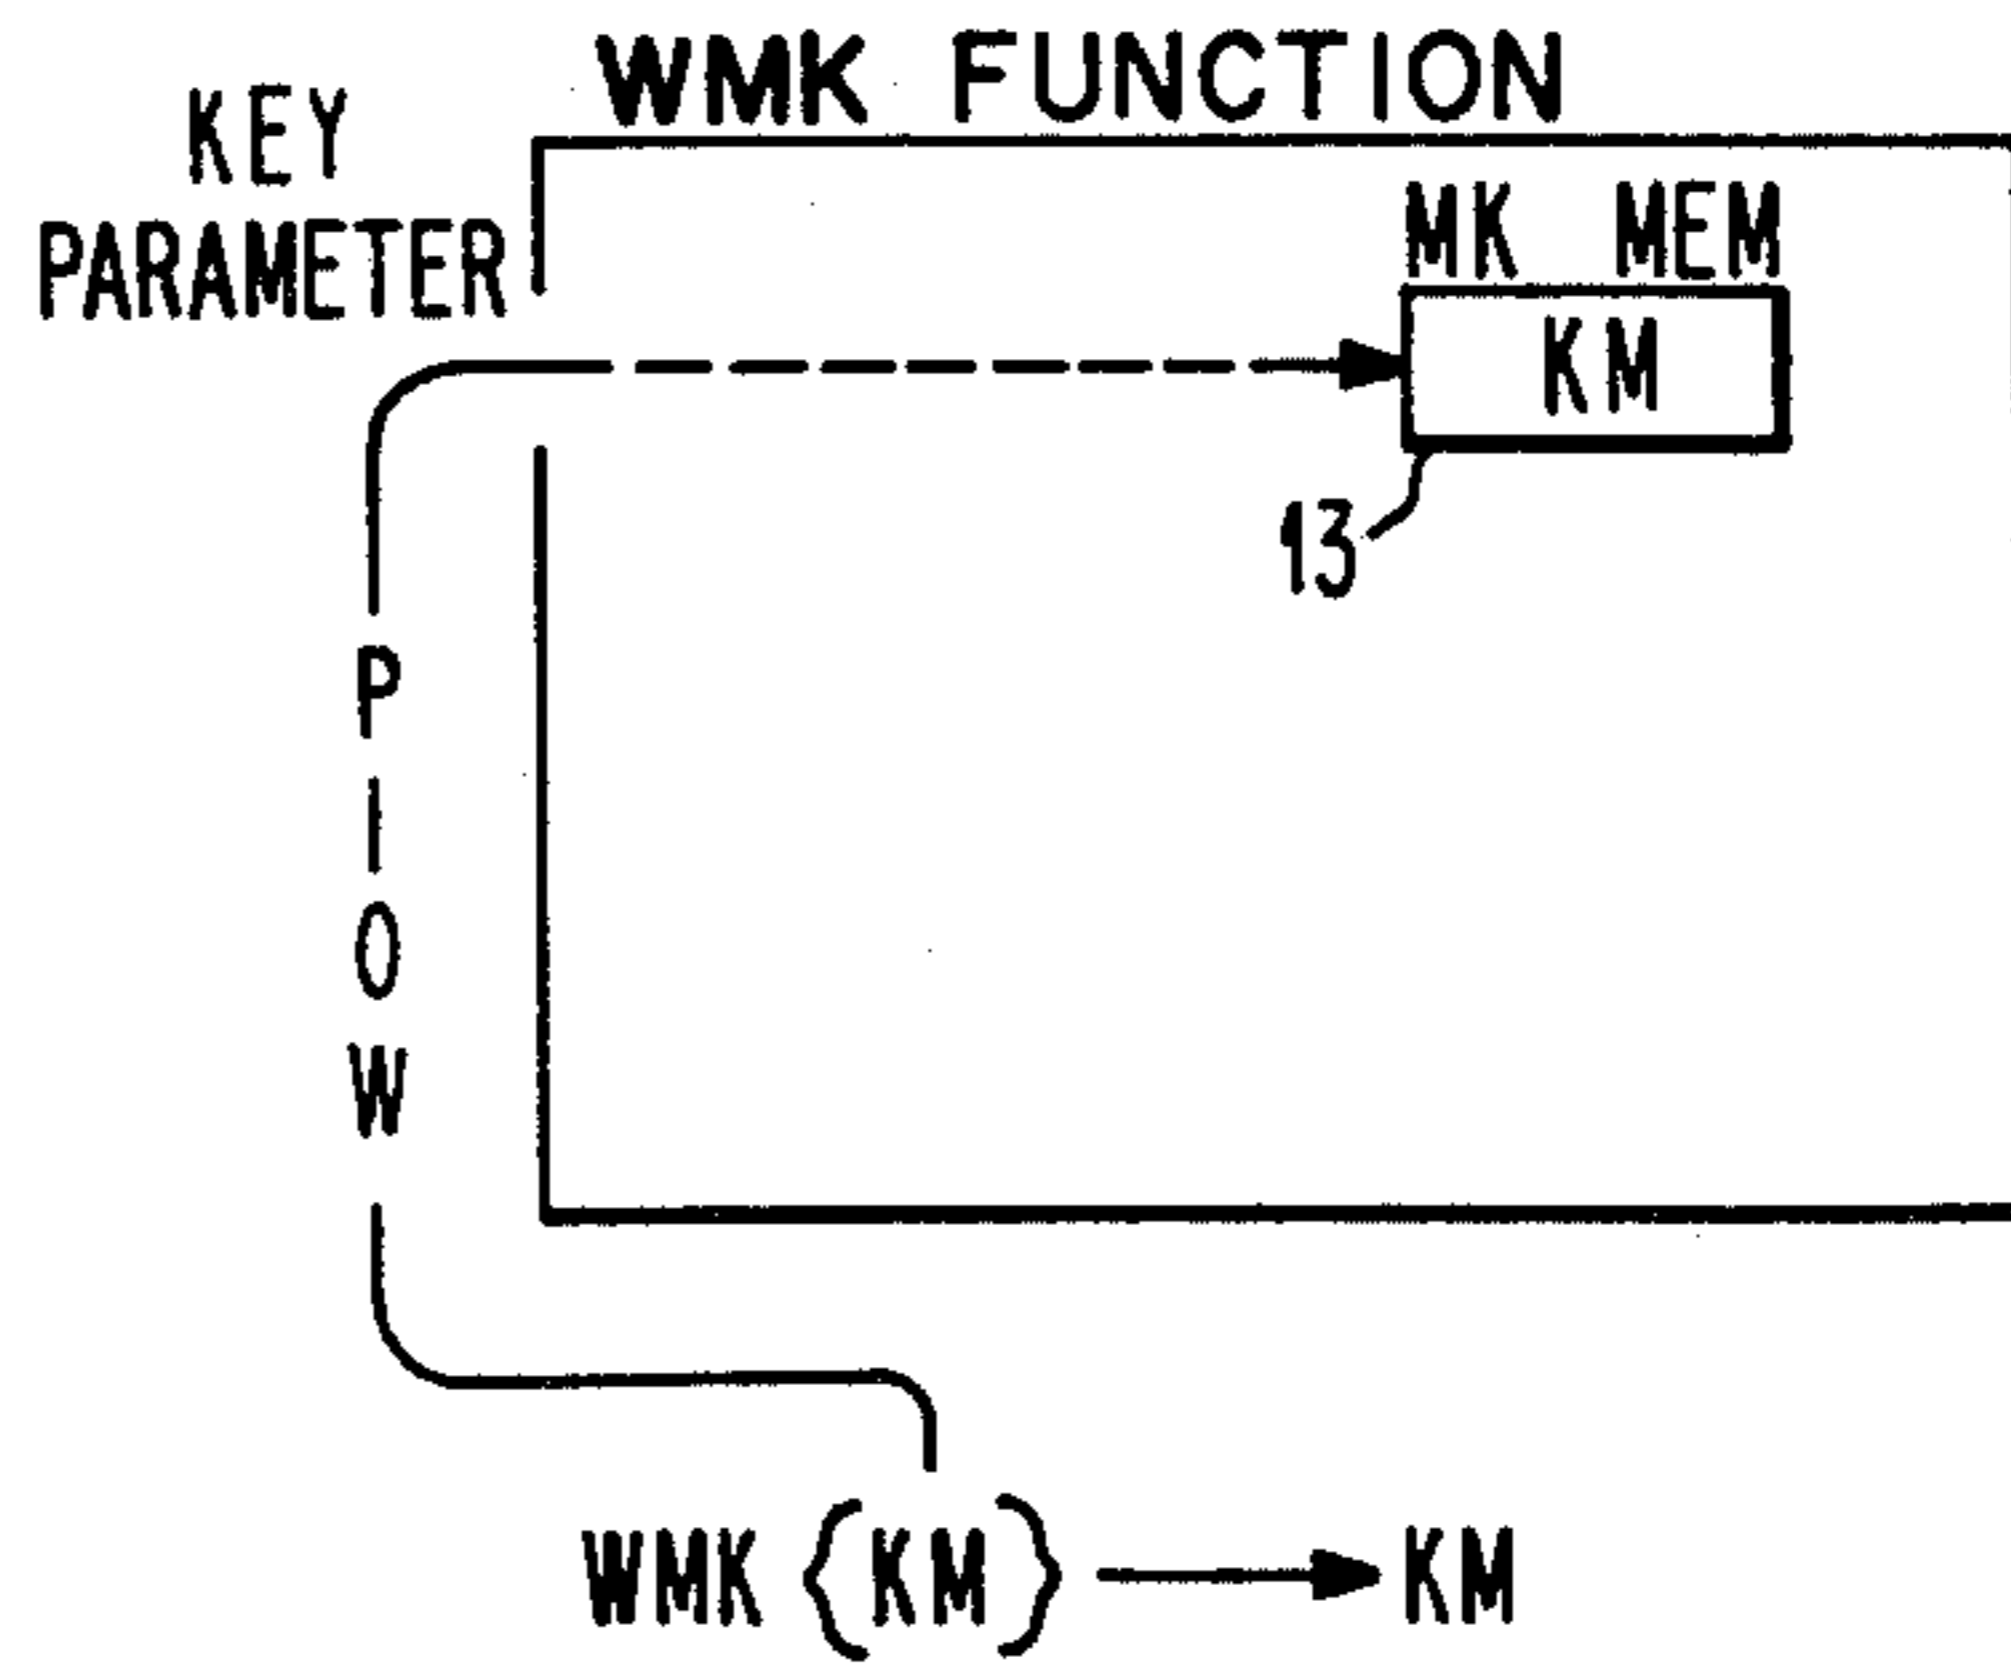 WMK FUNCTION
KEY
PARAMETER
MK MEM
KM
13
P
I
O
W
WMK {KM} → KM